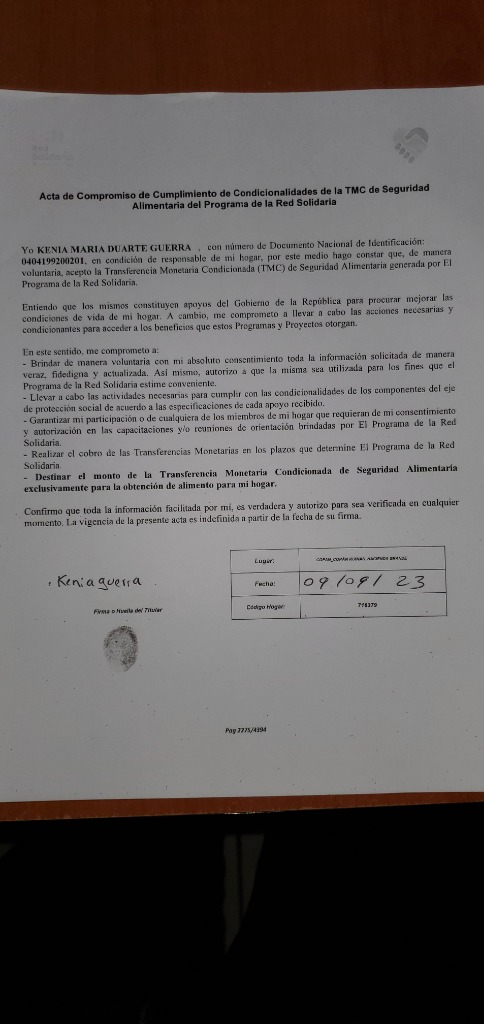 Acta de Compromiso de Cumplimiento de Condicionalidades de la TMC de Seguridad
Alimentaria del Programa de la Red Solidaria
Yo KENIA MARIA DUARTE GUERRA , con número de Documento Nacional de Identificación:
0404199200201, en condición de responsable de mi hogar, por este medio hago constar que, de manera
voluntaria, acepto la Transferencia Monetaria Condicionada (TMC) de Seguridad Alimentaria generada por El
Programa de la Red Solidaria.
Entiendo que los mismos constituyen apoyos del Gobierno de la República para procurar mejorar las
condiciones de vida de mi hogar. A cambio, me comprometo a llevar a cabo las acciones necesarias y
condicionantes para acceder a los beneficios que estos Programas y Proyectos otorgan.
En este sentido, me comprometo a:
- Brindar de manera voluntaria con mi absoluto consentimiento toda la información solicitada de manera
veraz, fidedigna y actualizada. Así mismo, autorizo a que la misma sea utilizada para los fines que el
Programa de la Red Solidaria estime conveniente.
- Llevar a cabo las actividades necesarias para cumplir con las condicionalidades de los componentes del eje
de protección social de acuerdo a las especificaciones de cada apoyo recibido.
- Garantizar mi participación o de cualquiera de los miembros de mi hogar que requieran de mi consentimiento
y autorización en las capacitaciones y/o reuniones de orientación brindadas por El Programa de la Red
Solidaria.
- Realizar el cobro de las Transferencias Monetarias en los plazos que determine El Programa de la Red
Solidaria
- Destinar el monto de la Transferencia Monetaria Condicionada de Seguridad Alimentaria
exclusivamente para la obtención de alimento para mi hogar.
Confirmo que toda la información facilitada por mí, es verdadera y autorizo para sea verificada en cualquier
momento. La vigencia de la presente acta es indefinida a partir de la fecha de su firma.
Lugar: COPAN, COPÁN RUINAS, HACIENDA GRANDE
Kenia guerra
Fecha: 09/09/23
Firma o Huella del Titular
Código Hogar: 716379
Pag 2275/4394